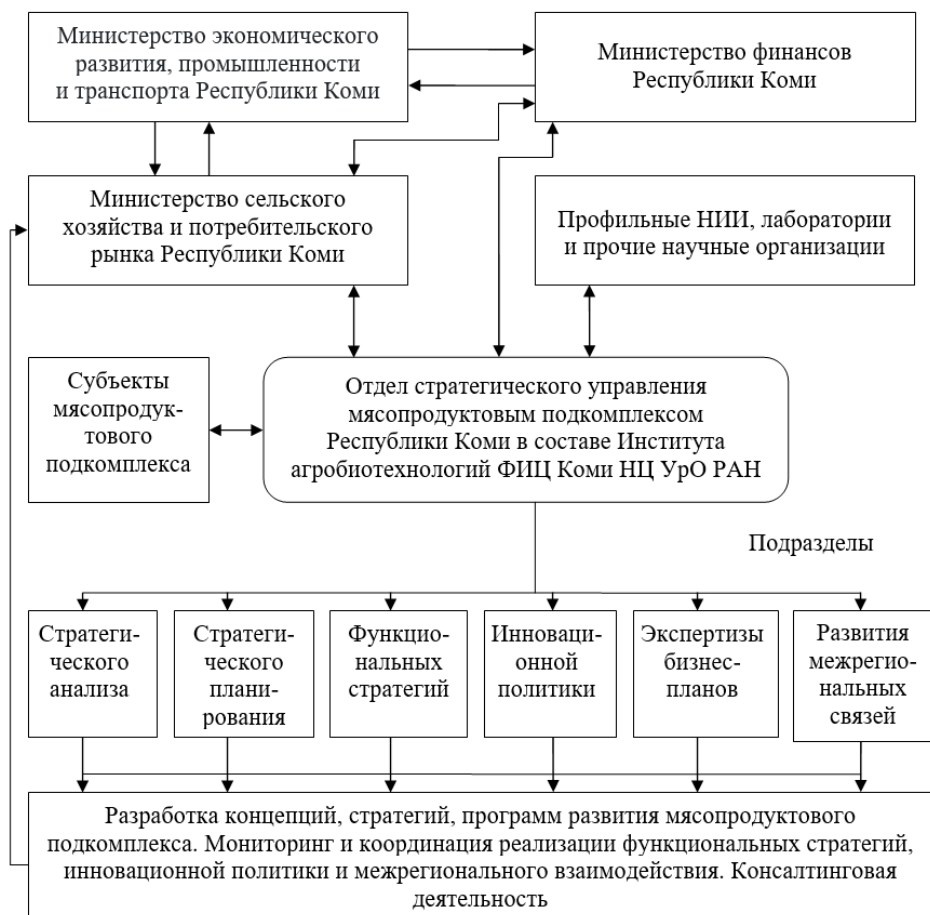 Министерство экономического
развития, промышленности
и транспорта Республики Коми
Министерство финансов
Республики Коми
Министерство сельского
хозяйства и потребительского
рынка Республики Коми
Профильные НИИ, лаборатории
и прочие научные организации
Субъекты
мясопродук-
тового
подкомплекса
Отдел стратегического управления
мясопродуктовым подкомплексом
Республики Коми в составе Института
агробиотехнологий ФИЦ Коми НЦ УрО РАН
Подразделы
Стратеги-
ческого
анализа
Стратеги-
ческого
плани-
рования
Функцио-
нальных
стратегий
Инноваци-
онной
политики
Экспертизы
бизнес-
планов
Развития
межрегио-
нальных
связей
Разработка концепций, стратегий, программ развития мясопродуктового
подкомплекса. Мониторинг и координация реализации функциональных стратегий,
инновационной политики и межрегионального взаимодействия. Консалтинговая
деятельность